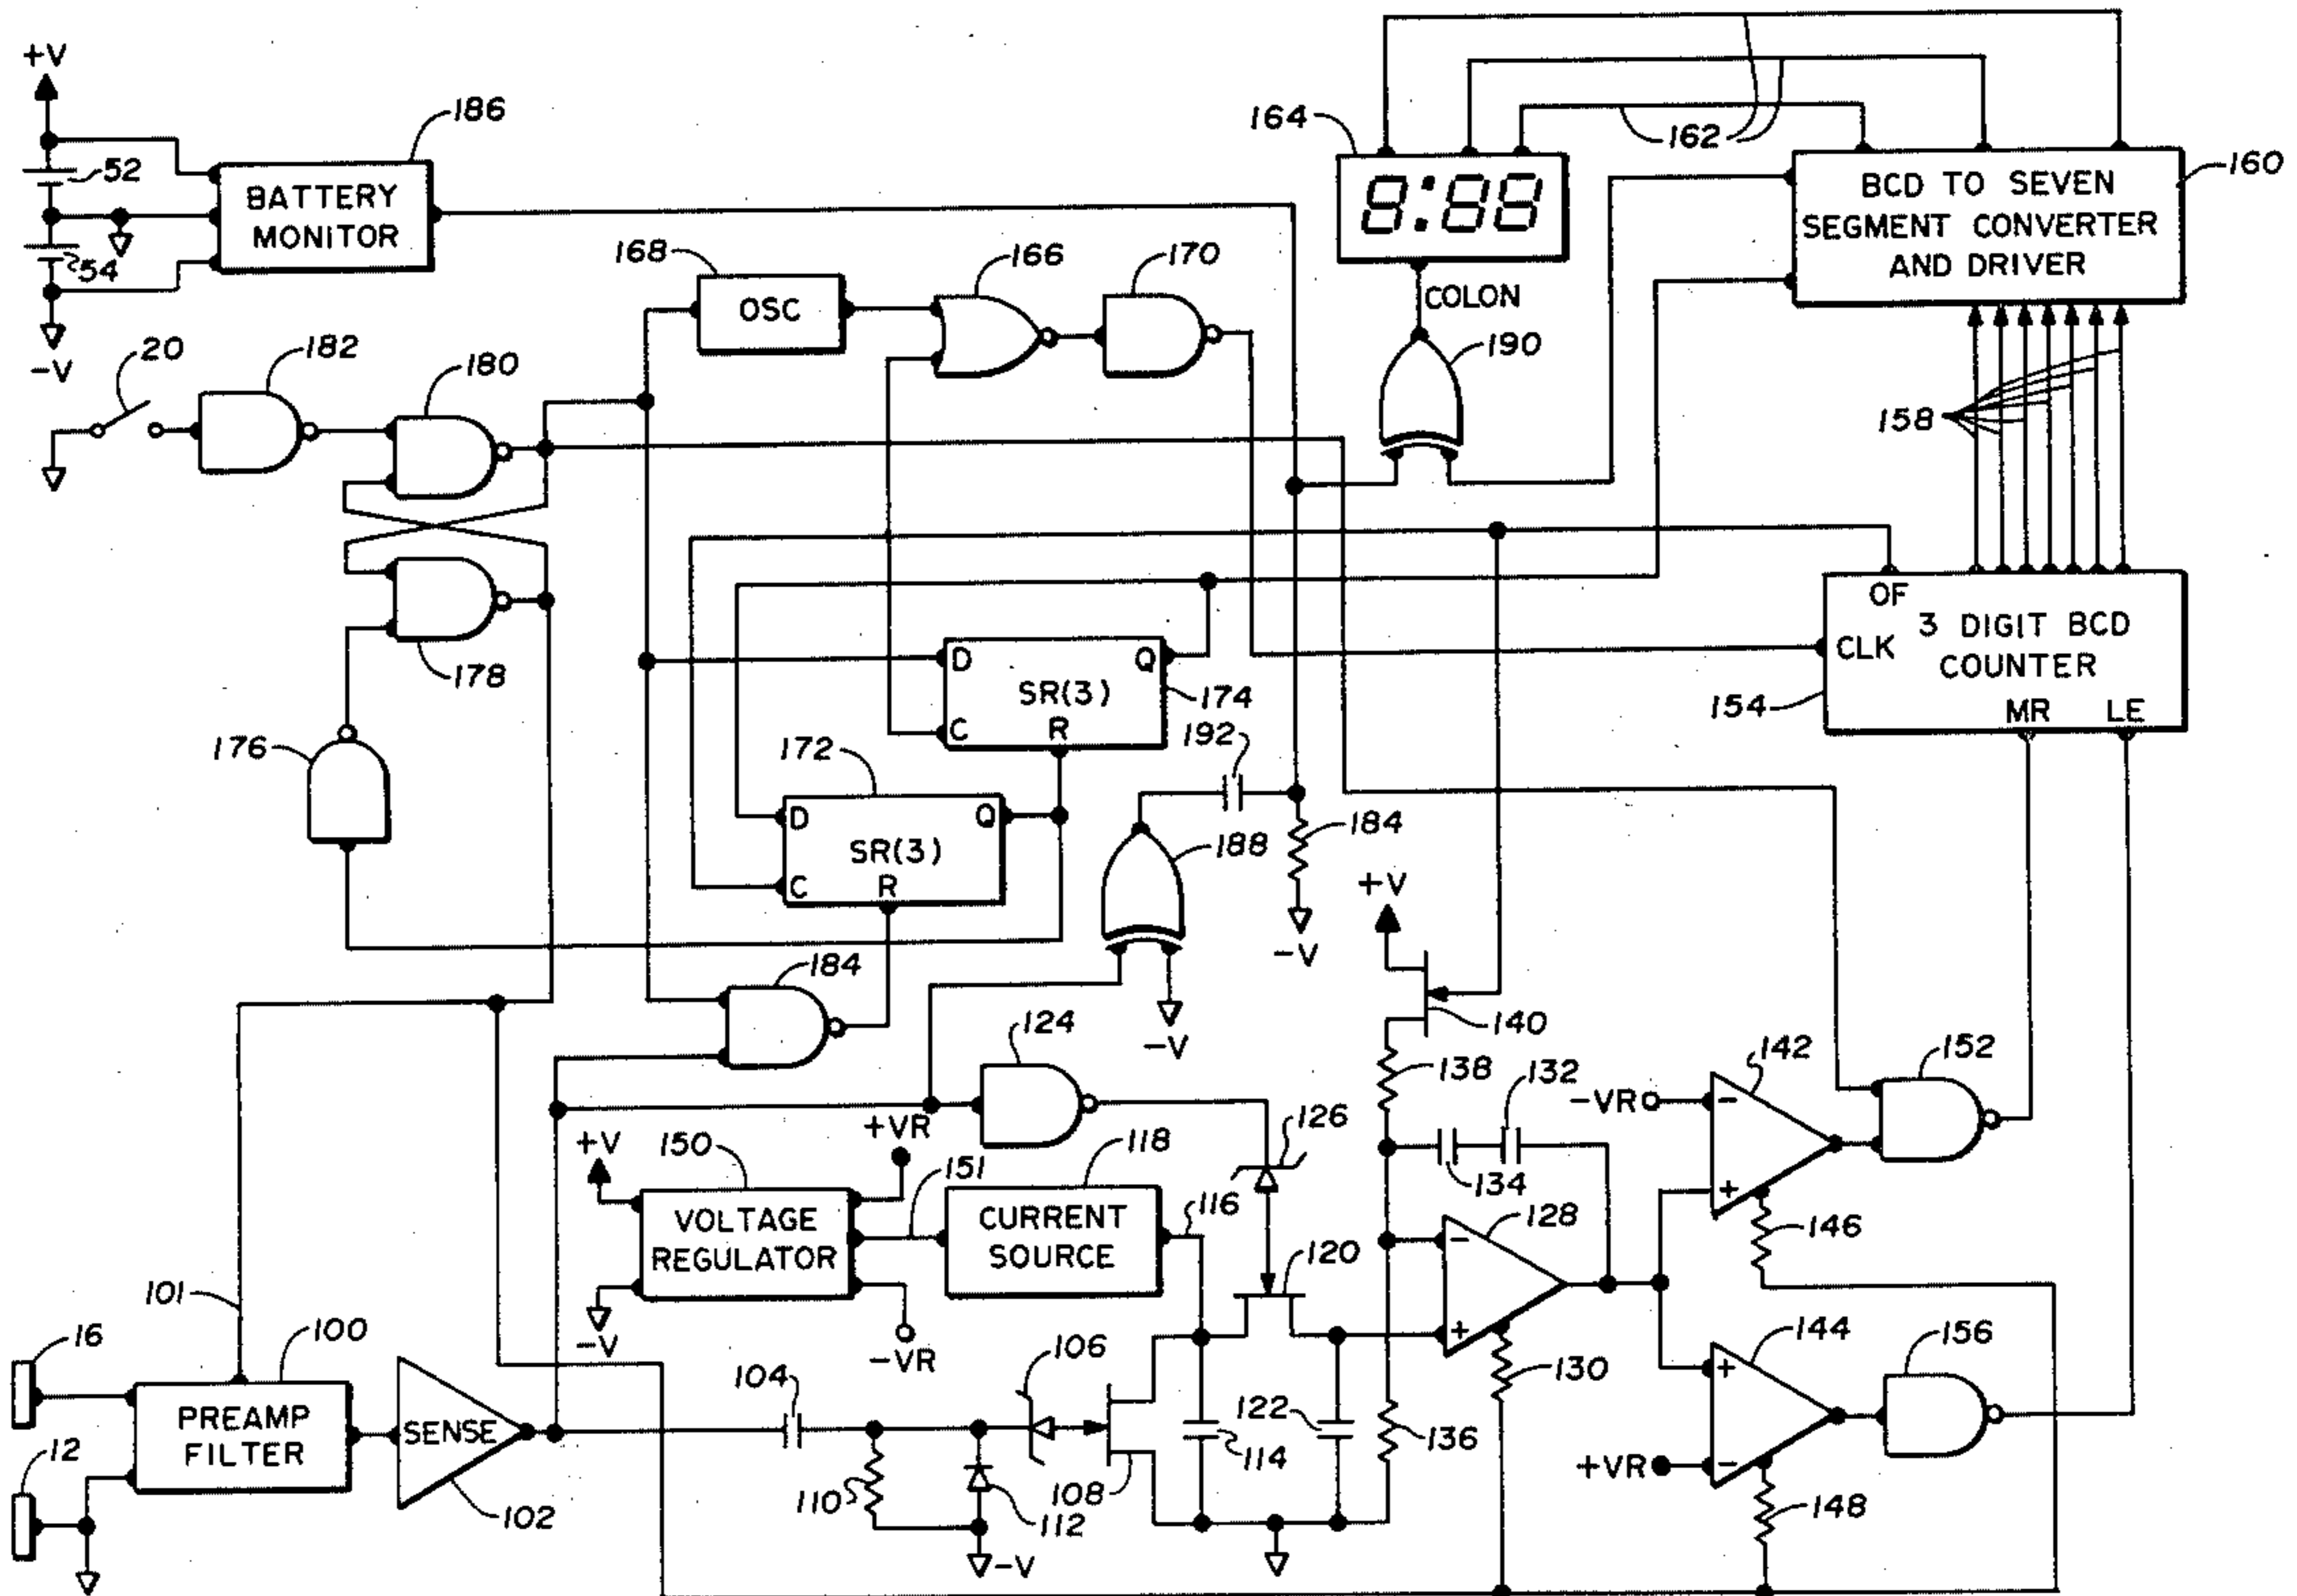 +V
186
52
BATTERY
MONITOR
54
-V
20
182
180
168
OSC
166
170
164
8:88
COLON
190
162
BCD TO SEVEN
SEGMENT CONVERTER
AND DRIVER
160
158
178
176
D
Q
SR(3)
174
C
R
172
D
Q
SR(3)
C
R
192
188
184
-V
-V
OF
3 DIGIT BCD
COUNTER
CLK
154
MR
LE
184
124
+V
140
138
132
134
142
-VR
-
+
152
146
126
+VR
+V
150
151
118
VOLTAGE
REGULATOR
CURRENT
SOURCE
116
120
-V
-VR
128
-
+
130
136
144
+
-
156
+VR
148
101
16
100
PREAMP
FILTER
12
SENSE
102
104
106
110
112
-V
108
114
122